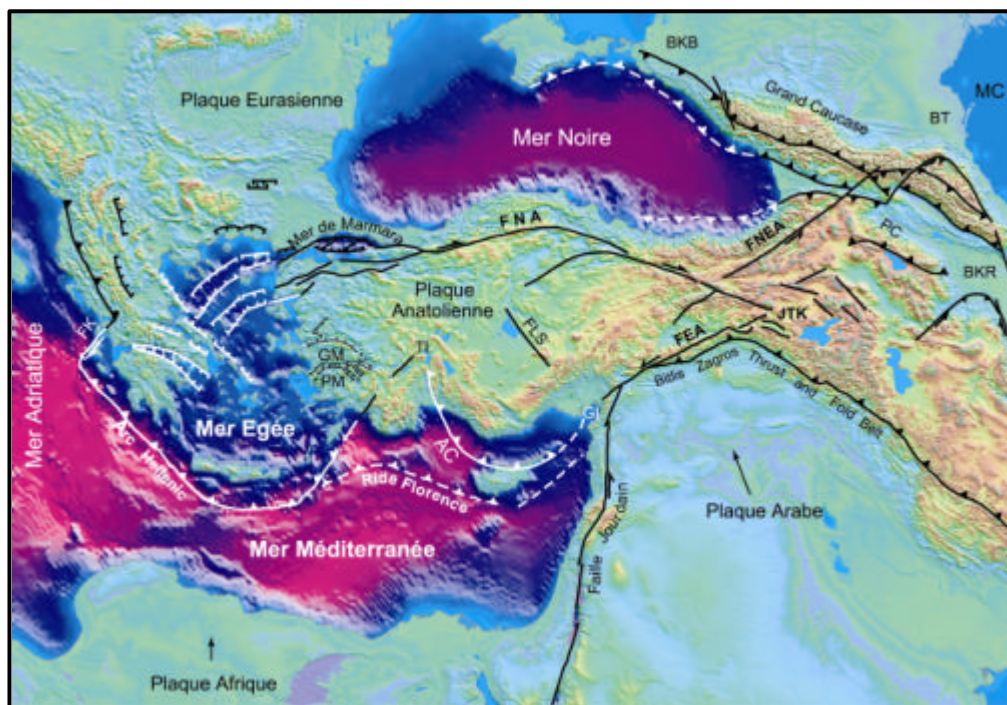 BKB
Plaque Eurasienne
Grand Caucase
MC
BT
Mer Noire
Mer de Marmara
FNA
FNEA
PC
BKR
Plaque
Anatolienne
JTK
FLS
FEA
TI
GM
PM
FK
Mer Adriatique
Bitlis Zagros Thrust and Fold Belt
Mer Egée
GI
AC
Arc Hellenic
Ride Florence
Plaque Arabe
Mer Méditerranée
Faille Jourdain
Plaque Afrique